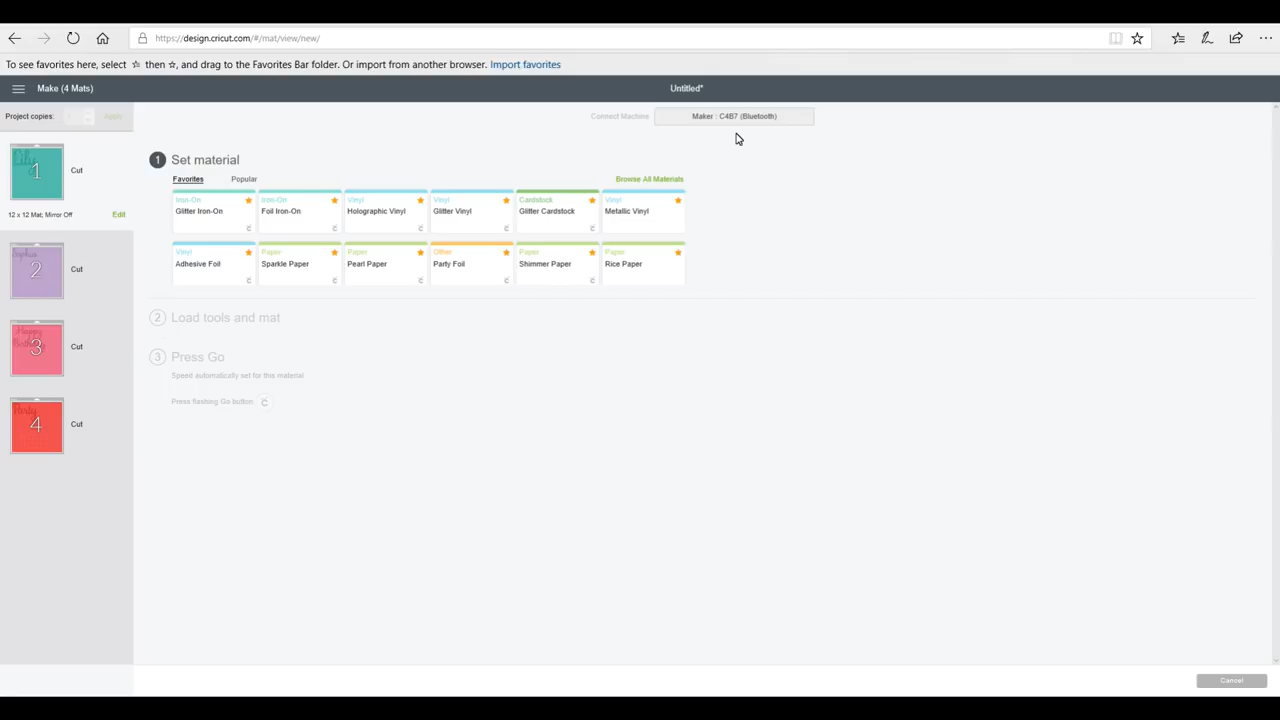 https://design.cricut.com/#/mat/view/new/
To see favorites here, select ☆ then ☆, and drag to the Favorites Bar folder. Or import from another browser. Import favorites
Make (4 Mats)
Untitled*
Project copies:
Apply
Connect Machine
Maker : C4B7 (Bluetooth)
1
Cut
12 x 12 Mat; Mirror Off
Edit
Sophia
2
Cut
Happy
3
Cut
Party
4
Cut
1 Set material
Favorites
Popular
Browse All Materials
Iron-On
Glitter Iron-On
Iron-On
Foil Iron-On
Vinyl
Holographic Vinyl
Vinyl
Glitter Vinyl
Cardstock
Glitter Cardstock
Vinyl
Metallic Vinyl
Vinyl
Adhesive Foil
Paper
Sparkle Paper
Paper
Pearl Paper
Other
Party Foil
Paper
Shimmer Paper
Paper
Rice Paper
2 Load tools and mat
3 Press Go
Speed automatically set for this material
Press flashing Go button
Cancel